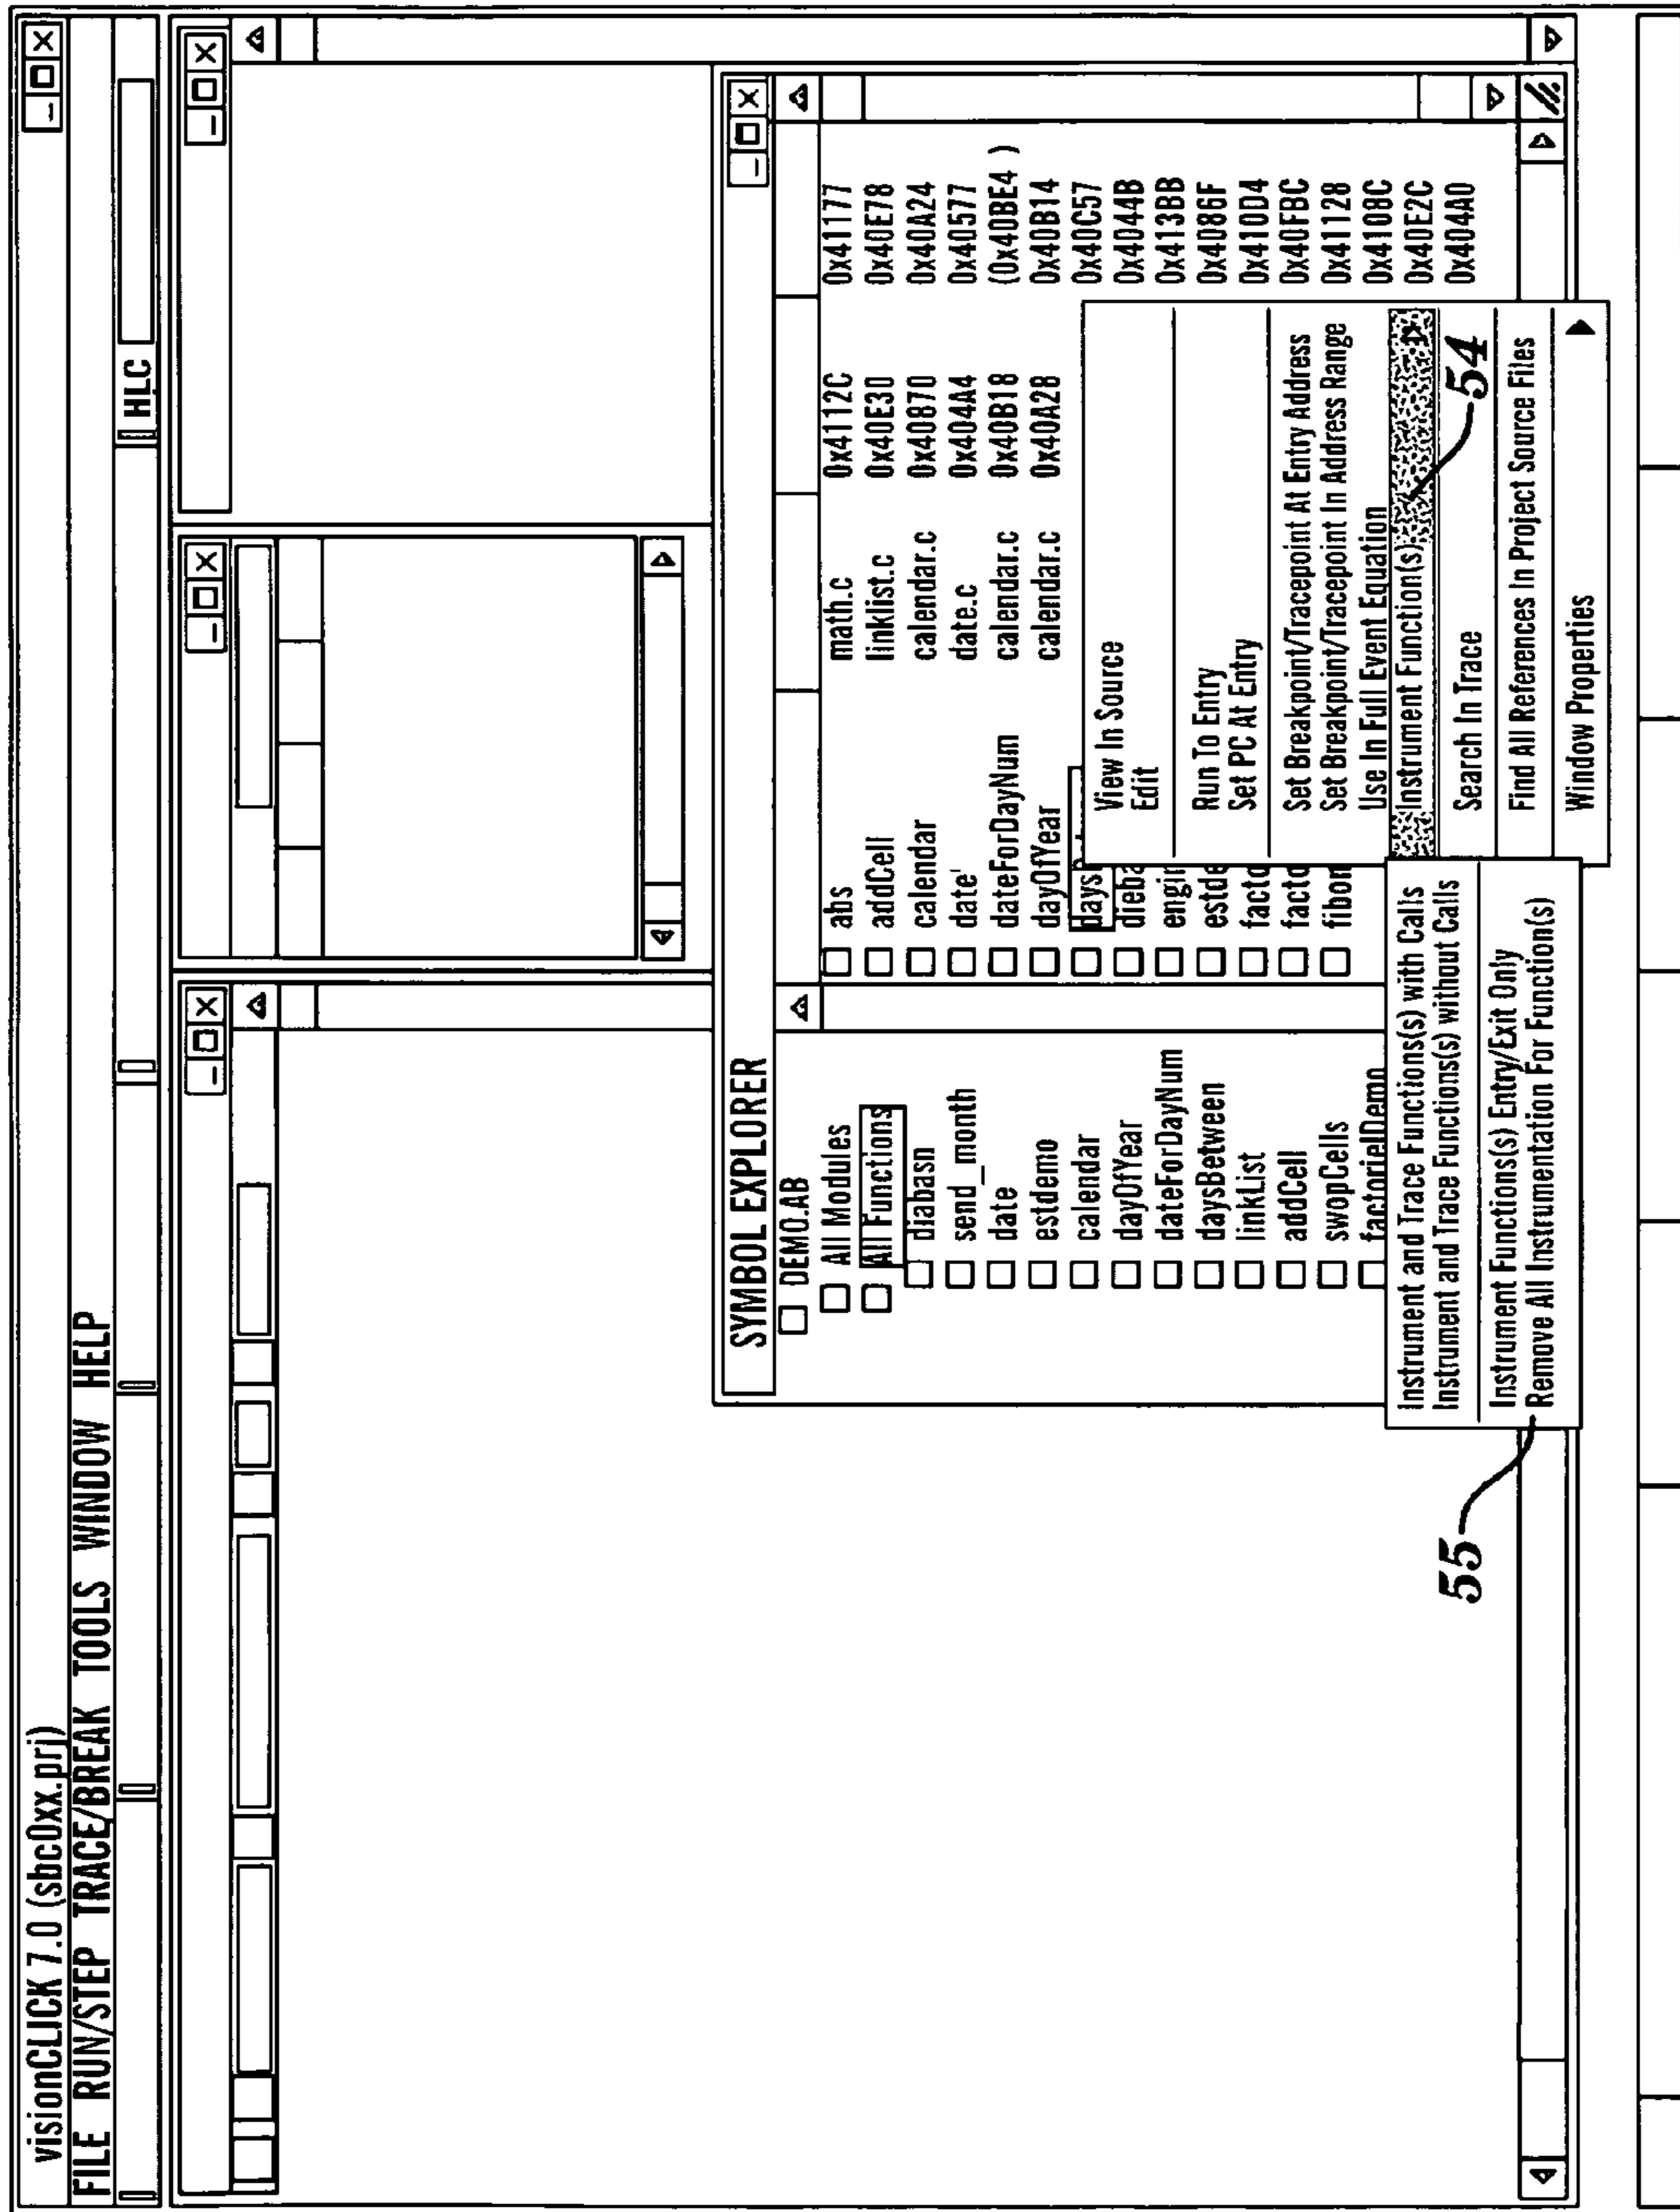 visionCLICK 7.0 (sbc0xx.prj)
FILE RUN/STEP TRACE/BREAK TOOLS WINDOW HELP
HLC
SYMBOL EXPLORER
DEMO.AB
All Modules
All Functions
diabasn
send_month
date
estdemo
calendar
dayOfYear
dateForDayNum
daysBetween
linkList
addCell
swopCells
factorielDemo
abs math.c 0x4112C 0x41177
addCell linklist.c 0x40E30 0x40E78
calendar calendar.c 0x40870 0x40A24
date' date.c 0x404A4 0x40577
dateForDayNum calendar.c 0x40B18 (0x40BE4 )
dayOfYear calendar.c 0x40A28 0x40B14
days 0x40C57
dieba 0x4044B
engin 0x413BB
estde 0x4086F
facto 0x410D4
facto 0x40FBC
fibon 0x41128
0x4108C
0x40E2C
0x404A0
View In Source
Edit
Run To Entry
Set PC At Entry
Set Breakpoint/Tracepoint At Entry Address
Set Breakpoint/Tracepoint In Address Range
Use In Full Event Equation
Instrument Function(s)
Search In Trace
Find All References In Project Source Files
Window Properties
54
Instrument and Trace Functions(s) with Calls
Instrument and Trace Functions(s) without Calls
Instrument Functions(s) Entry/Exit Only
Remove All Instrumentation For Function(s)
55